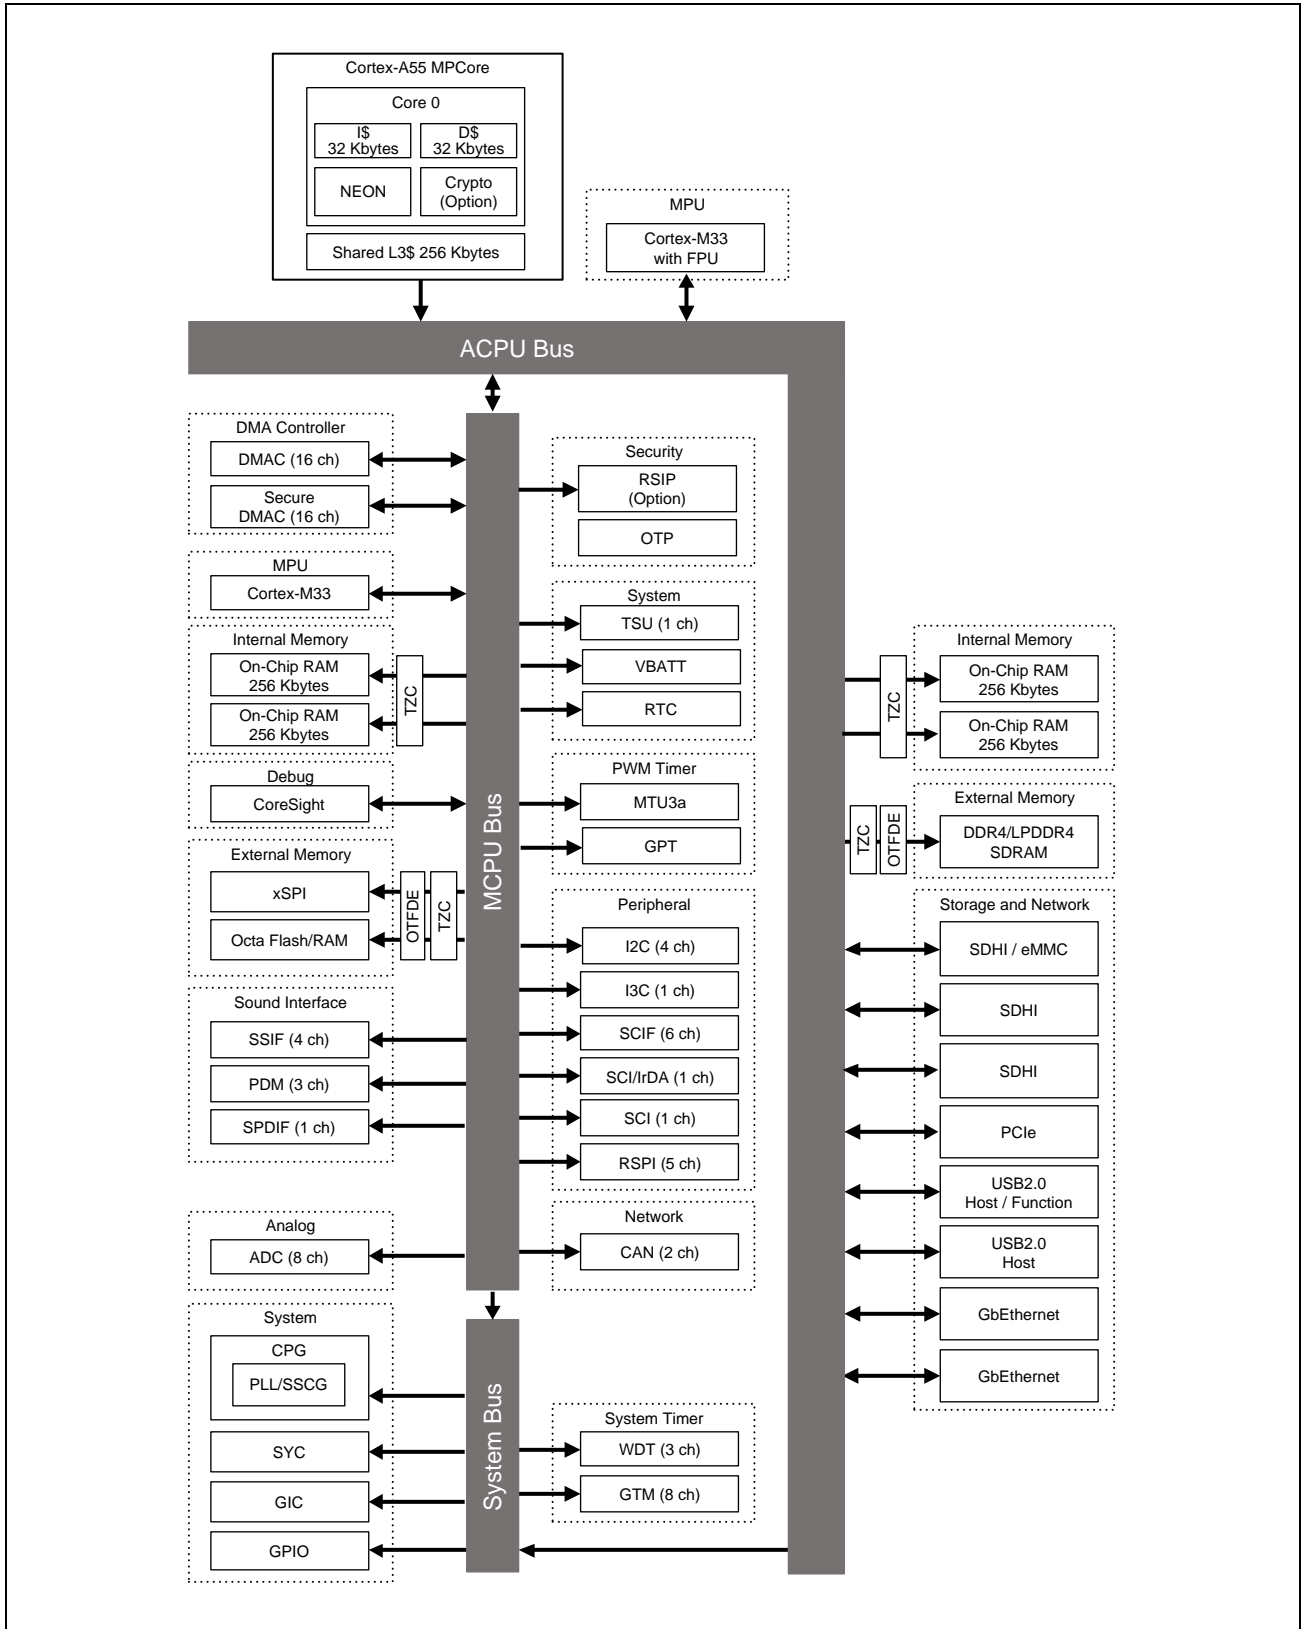 Cortex-A55 MPCore
Core 0
I$
32 Kbytes
D$
32 Kbytes
NEON
Crypto
(Option)
Shared L3$ 256 Kbytes
MPU
Cortex-M33
with FPU
ACPU Bus
DMA Controller
DMAC (16 ch)
Secure
DMAC (16 ch)
MPU
Cortex-M33
Internal Memory
On-Chip RAM
256 Kbytes
On-Chip RAM
256 Kbytes
TZC
Debug
CoreSight
External Memory
xSPI
Octa Flash/RAM
OTFDE
TZC
Sound Interface
SSIF (4 ch)
PDM (3 ch)
SPDIF (1 ch)
Analog
ADC (8 ch)
System
CPG
PLL/SSCG
SYC
GIC
GPIO
MCPU Bus
System Bus
Security
RSIP
(Option)
OTP
System
TSU (1 ch)
VBATT
RTC
PWM Timer
MTU3a
GPT
Peripheral
I2C (4 ch)
I3C (1 ch)
SCIF (6 ch)
SCI/IrDA (1 ch)
SCI (1 ch)
RSPI (5 ch)
Network
CAN (2 ch)
System Timer
WDT (3 ch)
GTM (8 ch)
Internal Memory
TZC
On-Chip RAM
256 Kbytes
On-Chip RAM
256 Kbytes
External Memory
TZC
OTFDE
DDR4/LPDDR4
SDRAM
Storage and Network
SDHI / eMMC
SDHI
SDHI
PCIe
USB2.0
Host / Function
USB2.0
Host
GbEthernet
GbEthernet